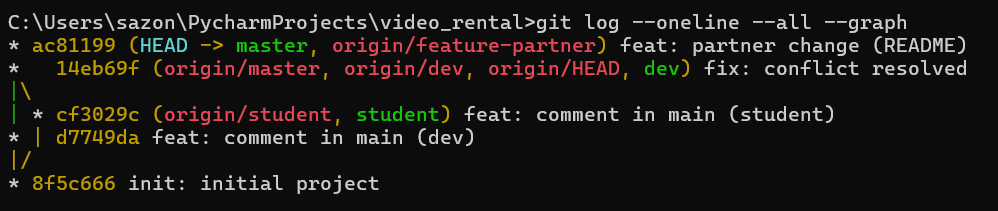 C:\Users\sazon\PycharmProjects\video_rental>git log --oneline --all --graph
* ac81199 (HEAD -> master, origin/feature-partner) feat: partner change (README)
*   14eb69f (origin/master, origin/dev, origin/HEAD, dev) fix: conflict resolved
|\
| * cf3029c (origin/student, student) feat: comment in main (student)
* | d7749da feat: comment in main (dev)
|/
* 8f5c666 init: initial project